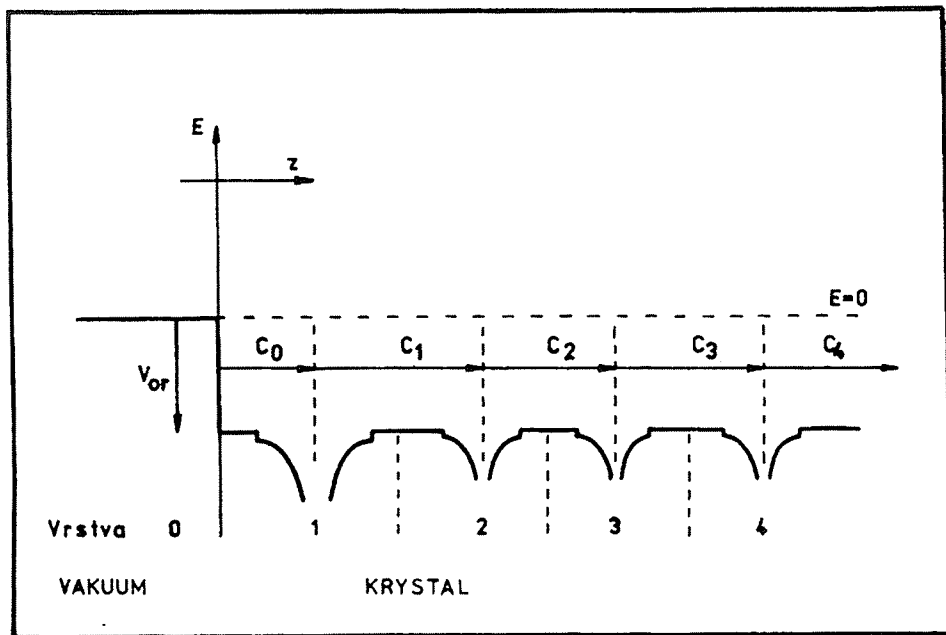 E
z
E=0
C₀ C₁ C₂ C₃ C₄
Vor
Vrstva 0 1 2 3 4
VAKUUM KRYSTAL